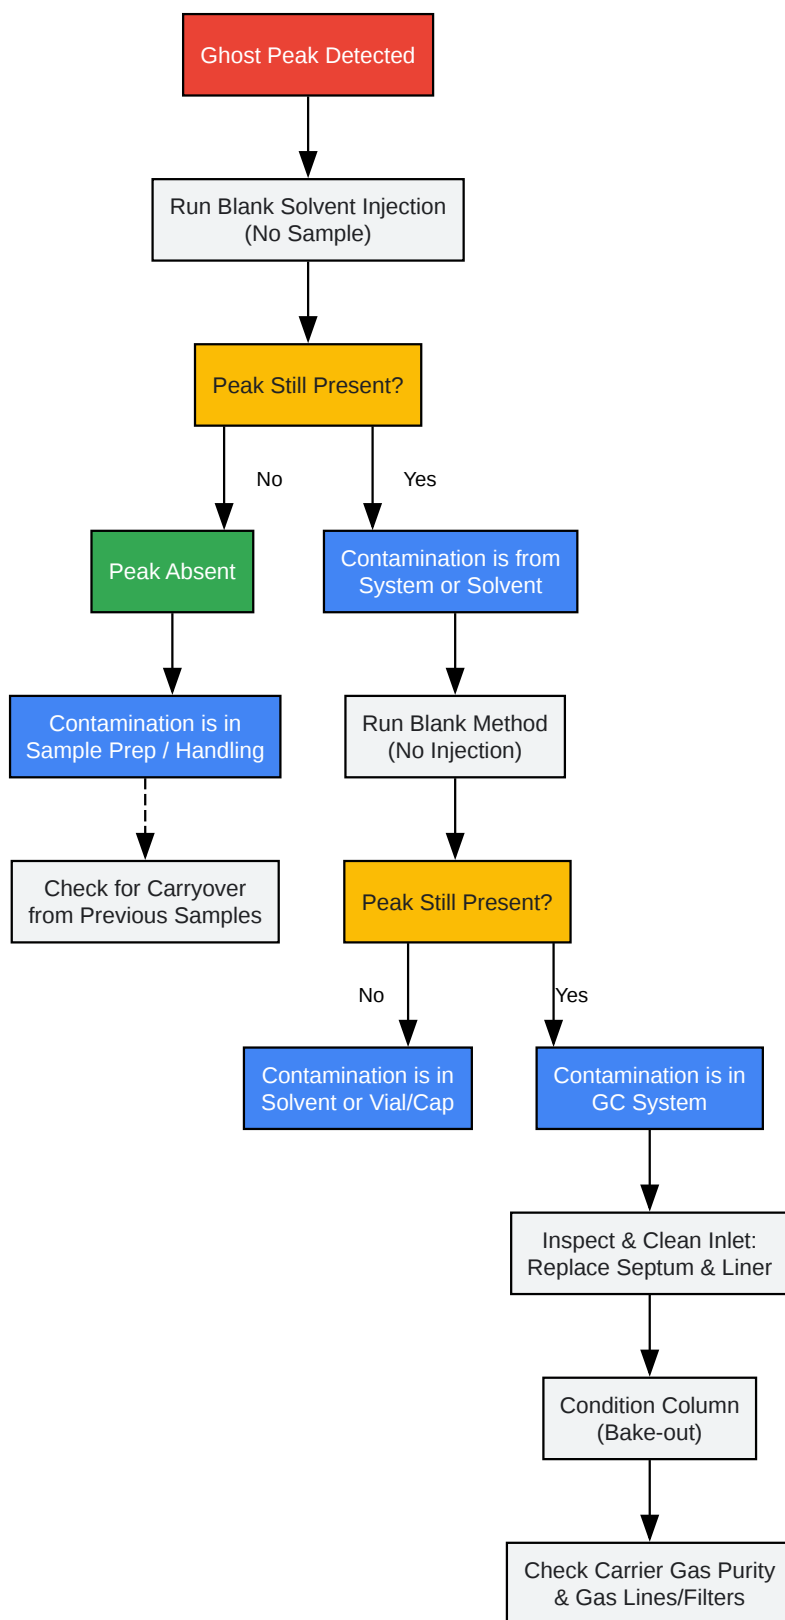 Ghost Peak Detected
Run Blank Solvent Injection
(No Sample)
Peak Still Present?
No
Yes
Peak Absent
Contamination is from
System or Solvent
Contamination is in
Sample Prep / Handling
Run Blank Method
(No Injection)
Check for Carryover
from Previous Samples
Peak Still Present?
No
Yes
Contamination is in
Solvent or Vial/Cap
Contamination is in
GC System
Inspect & Clean Inlet:
Replace Septum & Liner
Condition Column
(Bake-out)
Check Carrier Gas Purity
& Gas Lines/Filters